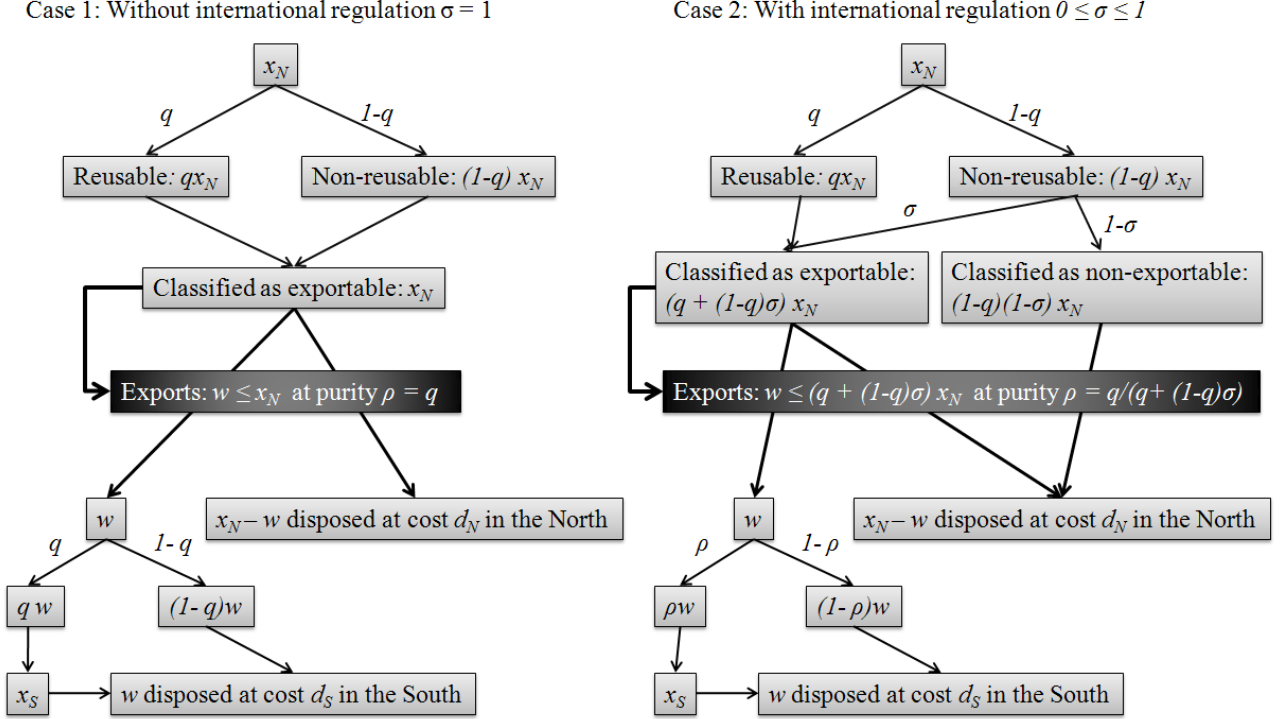 Case 1: Without international regulation σ = 1
x_N
q
1-q
Reusable: qx_N
Non-reusable: (1-q) x_N
Classified as exportable: x_N
Exports: w ≤ x_N at purity ρ = q
w
x_N – w disposed at cost d_N in the North
q
1- q
q w
(1- q)w
x_S
w disposed at cost d_S in the South
Case 2: With international regulation 0 ≤ σ ≤ 1
x_N
q
1-q
Reusable: qx_N
Non-reusable: (1-q) x_N
σ
1-σ
Classified as exportable:
(q + (1-q)σ) x_N
Classified as non-exportable:
(1-q)(1-σ) x_N
Exports: w ≤ (q + (1-q)σ) x_N at purity ρ = q/(q+ (1-q)σ)
w
x_N – w disposed at cost d_N in the North
ρ
1- ρ
ρw
(1- ρ)w
x_S
w disposed at cost d_S in the South